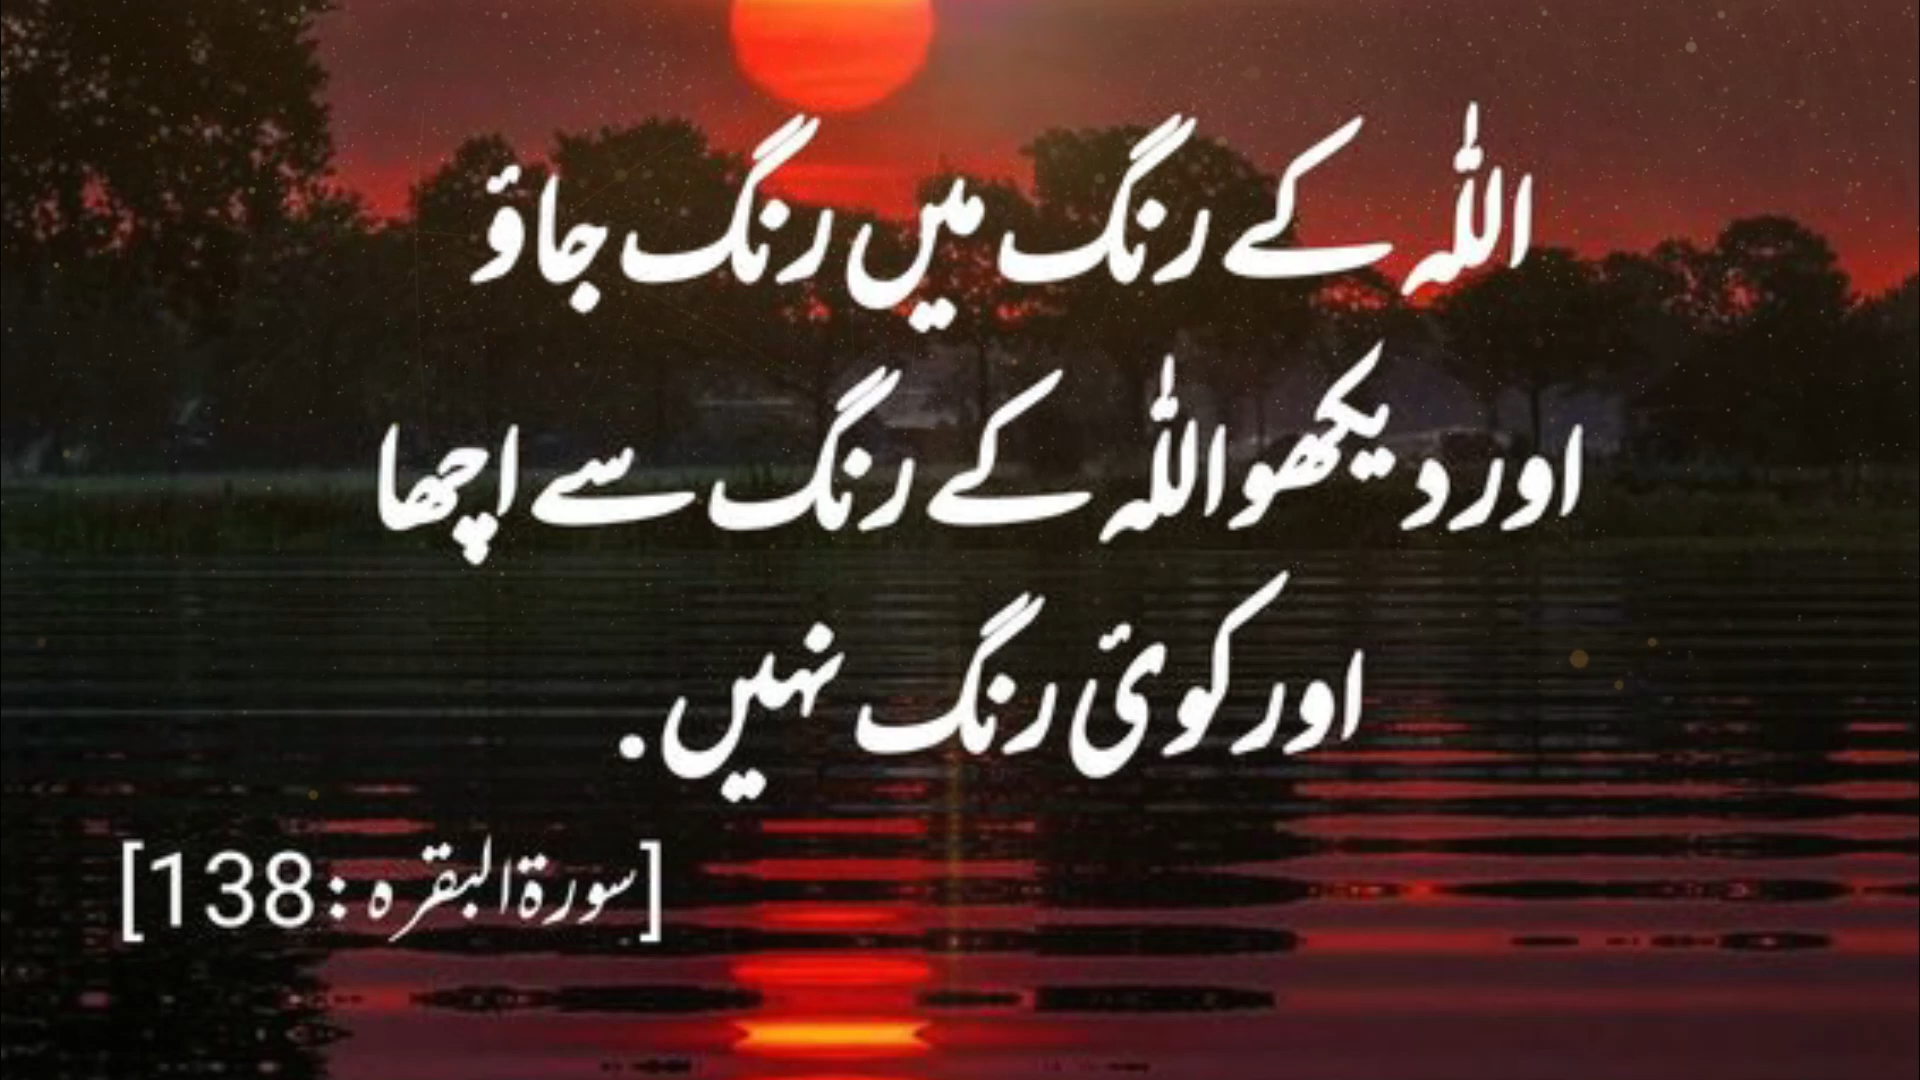 اللہ کے رنگ میں رنگ جاؤ
اور دیکھو اللہ کے رنگ سے اچھا
اور کوئ رنگ نہیں.
[سورۃ البقرہ:138]